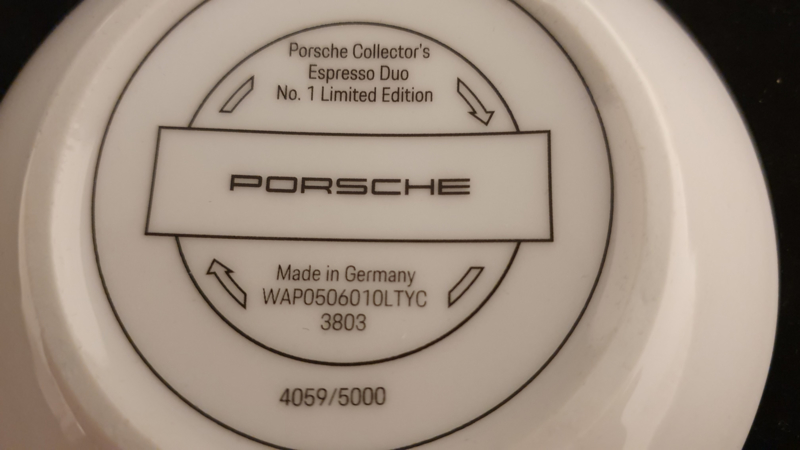 Porsche Collector's
Espresso Duo
No. 1 Limited Edition
PORSCHE
Made in Germany
WAP0506010LTYC
3803
4059/5000